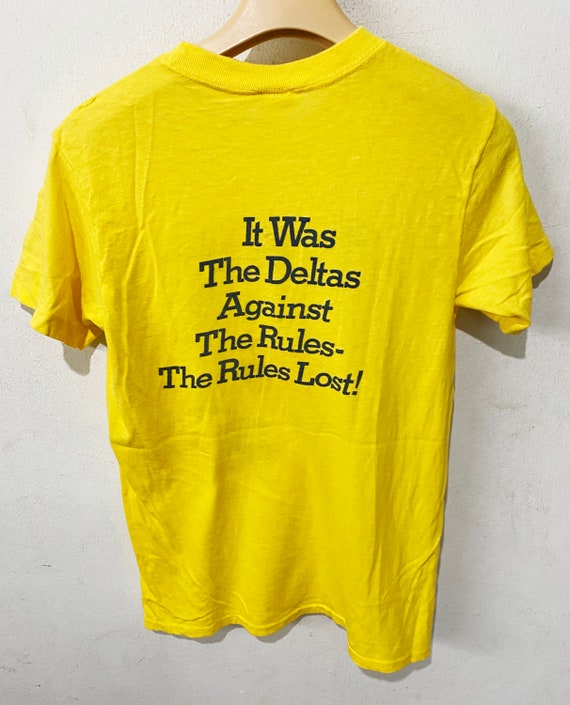 It Was
The Deltas
Against
The Rules-
The Rules Lost!